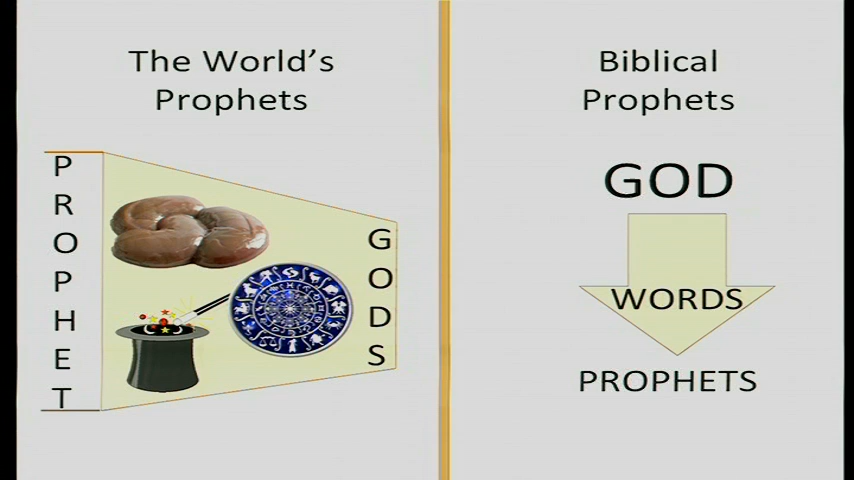 The World's
Prophets
PROPHET
GODS
Biblical
Prophets
GOD
WORDS
PROPHETS